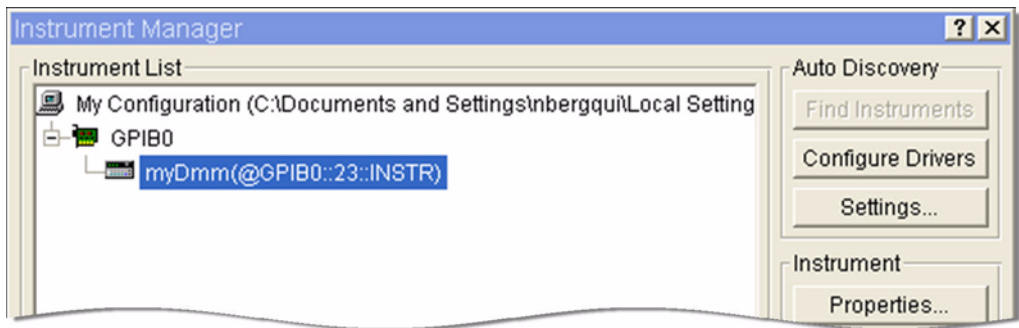 Instrument Manager
Instrument List
My Configuration (C:\Documents and Settings\nbergqui\Local Setting
GPIB0
myDmm(@GPIB0::23::INSTR)
Auto Discovery
Find Instruments
Configure Drivers
Settings...
Instrument
Properties...